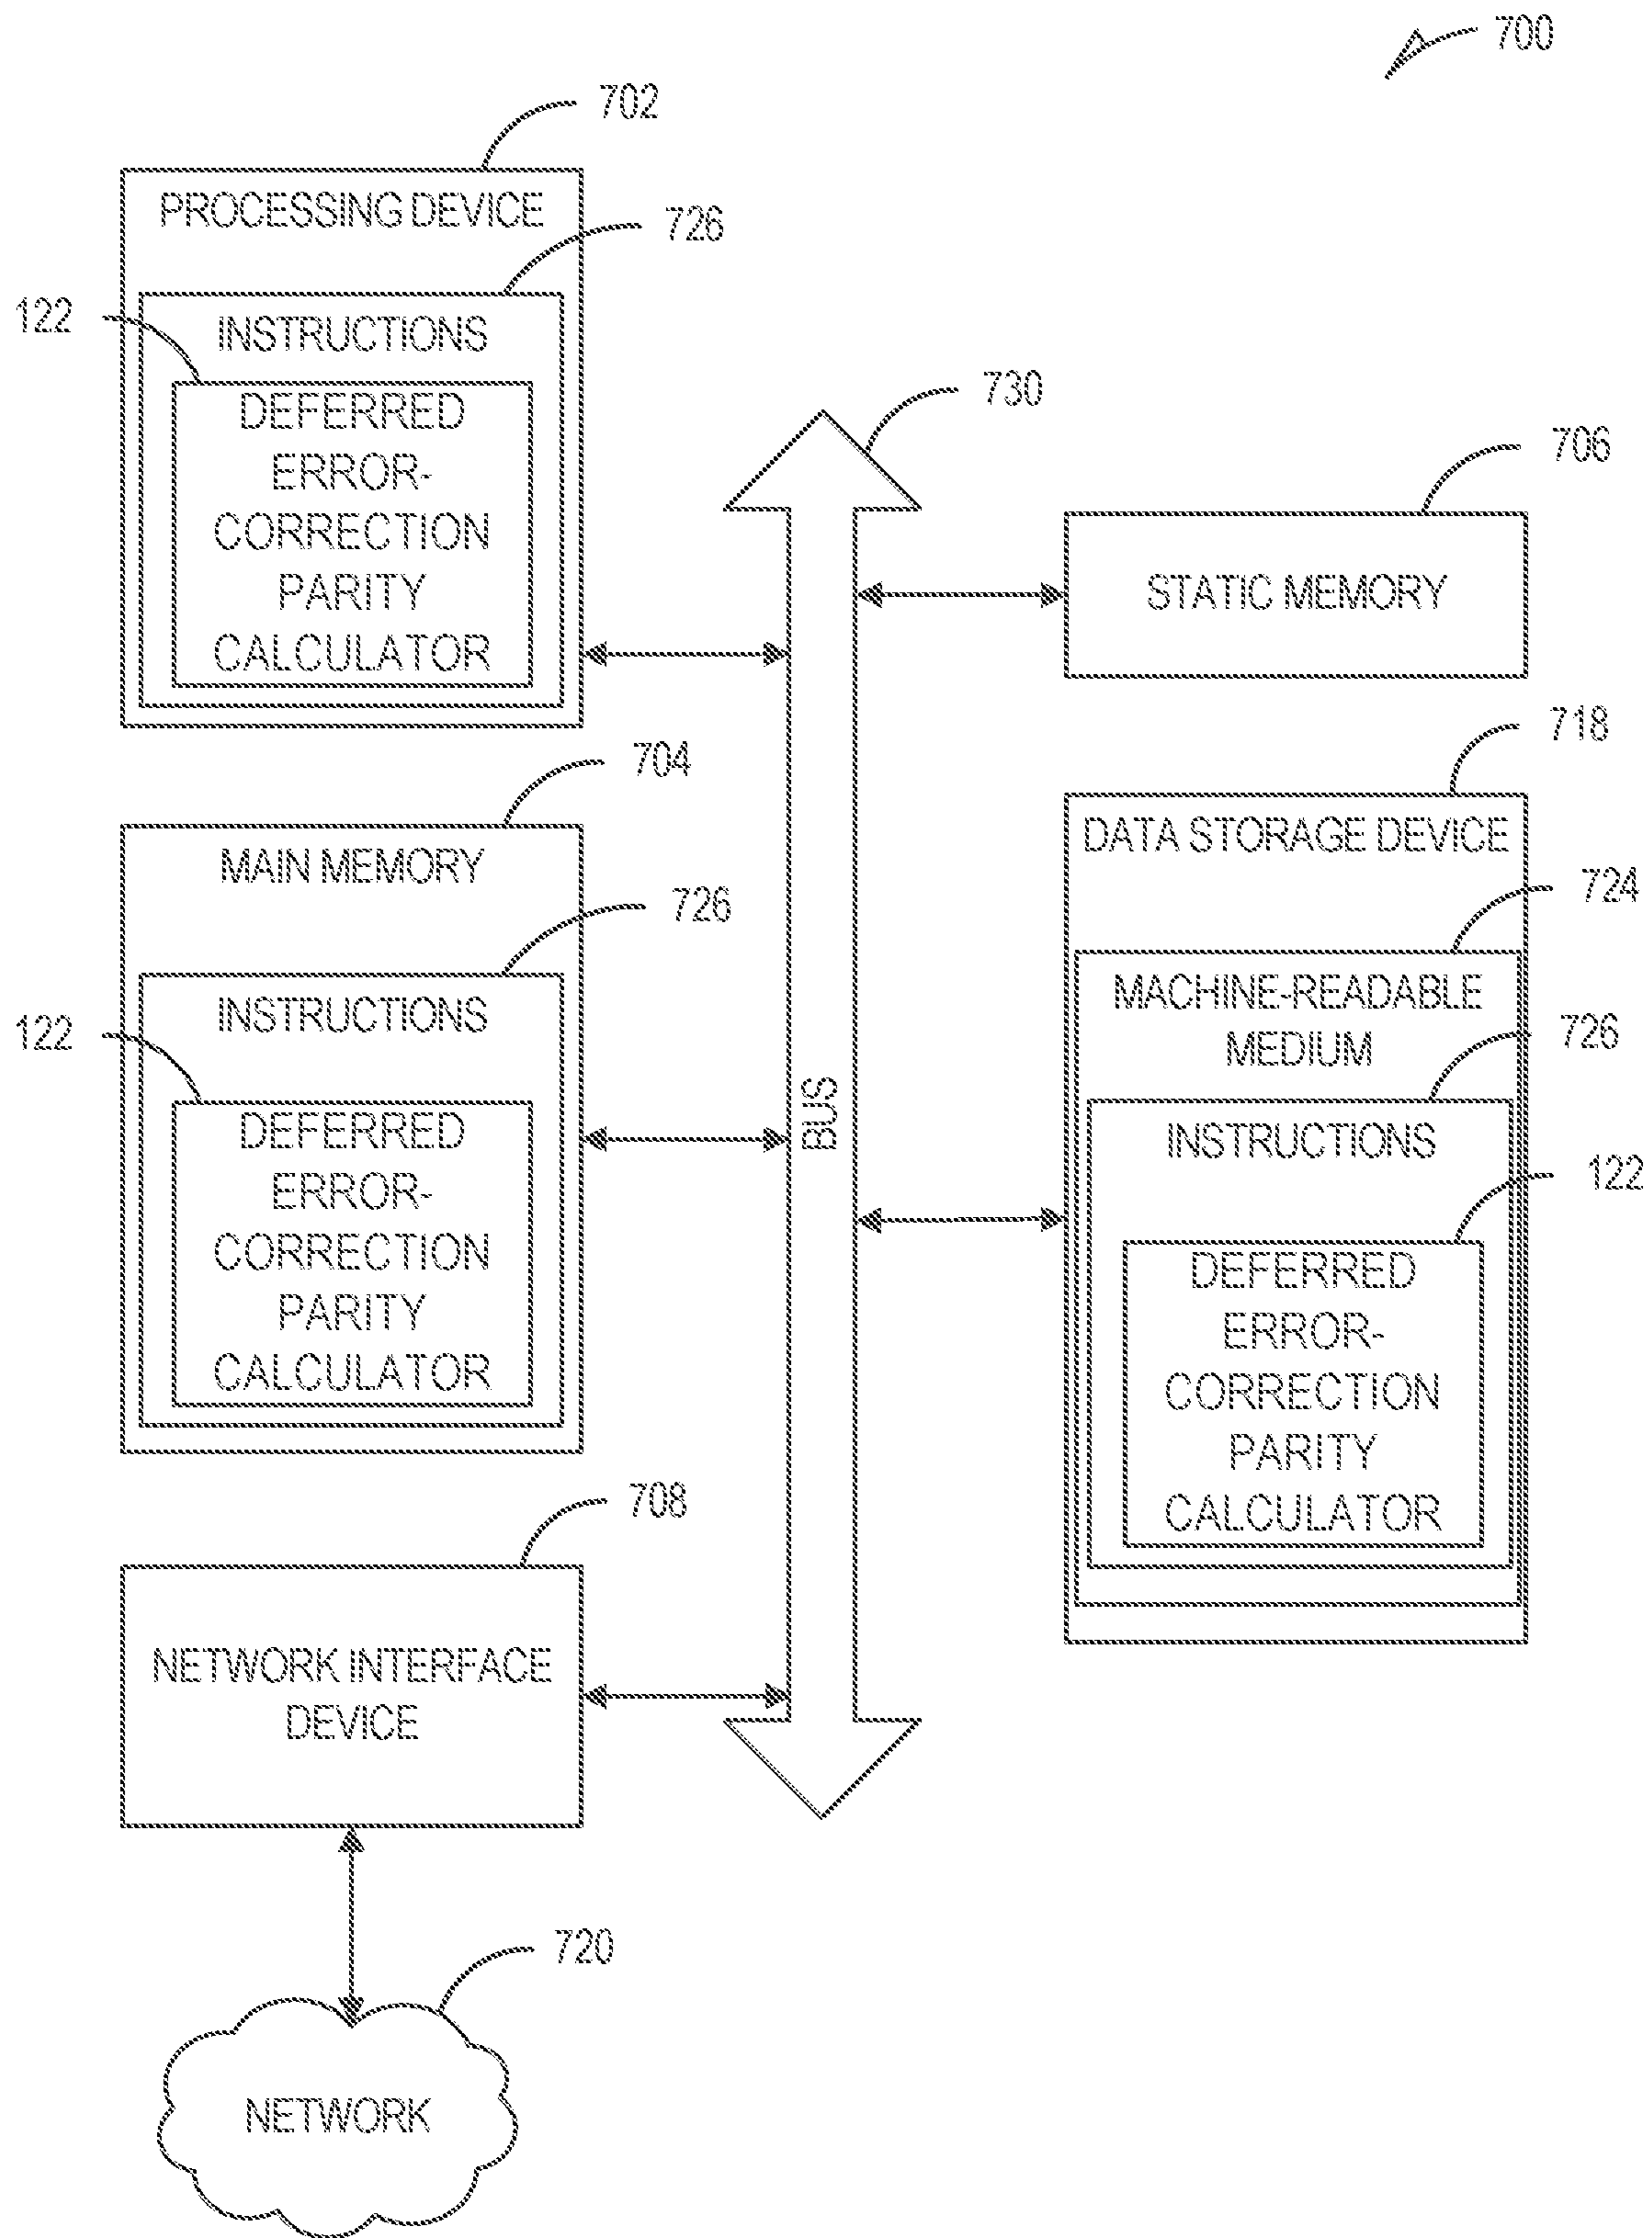 700
702
PROCESSING DEVICE
726
122
INSTRUCTIONS
DEFERRED
ERROR-
CORRECTION
PARITY
CALCULATOR
730
706
STATIC MEMORY
704
MAIN MEMORY
726
122
INSTRUCTIONS
DEFERRED
ERROR-
CORRECTION
PARITY
CALCULATOR
BUS
718
DATA STORAGE DEVICE
724
MACHINE-READABLE
MEDIUM
726
INSTRUCTIONS
122
DEFERRED
ERROR-
CORRECTION
PARITY
CALCULATOR
708
NETWORK INTERFACE
DEVICE
720
NETWORK